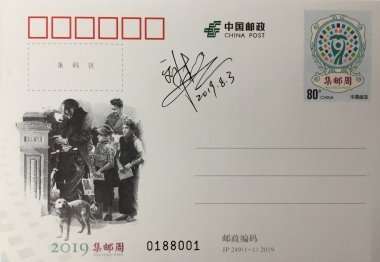 中国邮政
CHINA POST
条 码 区
2019.8.3
集邮周
80分
中国邮政
CHINA
2019 集邮周
0188001
邮政编码
JP 249(1-1) 2019